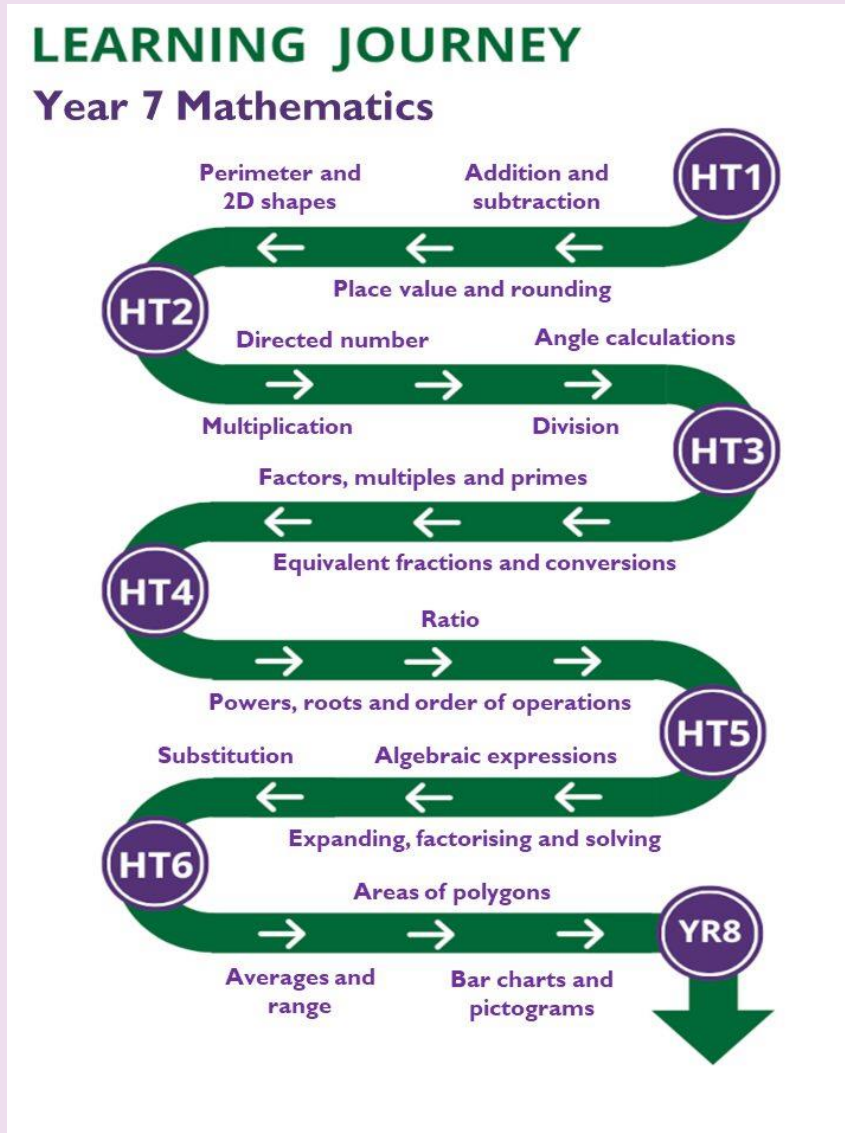 LEARNING JOURNEY
Year 7 Mathematics
HT1
Addition and
subtraction
Perimeter and
2D shapes
Place value and rounding
HT2
Directed number
Angle calculations
Multiplication
Division
HT3
Factors, multiples and primes
Equivalent fractions and conversions
HT4
Ratio
Powers, roots and order of operations
HT5
Algebraic expressions
Substitution
Expanding, factorising and solving
HT6
Areas of polygons
Averages and
range
Bar charts and
pictograms
YR8